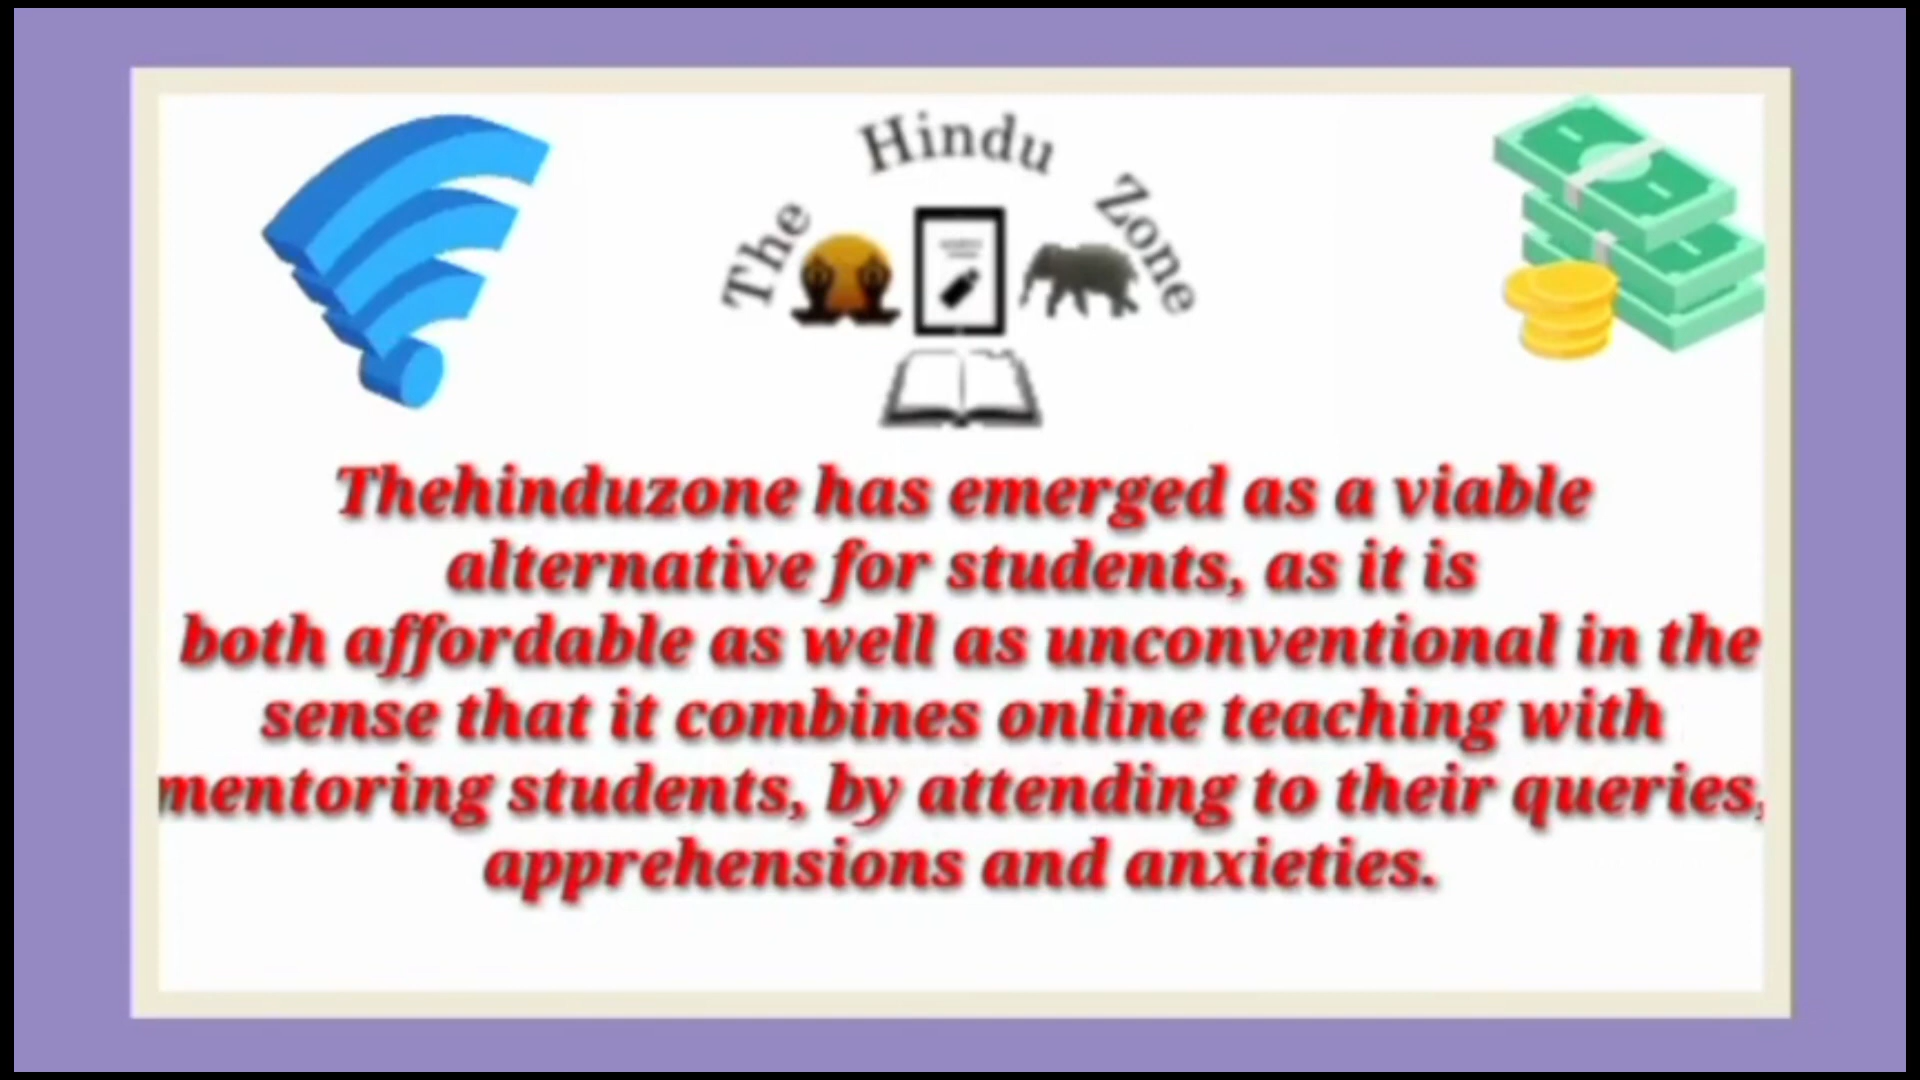 The Hindu Zone
Thehinduzone has emerged as a viable
alternative for students, as it is
both affordable as well as unconventional in the
sense that it combines online teaching with
mentoring students, by attending to their queries,
apprehensions and anxieties.